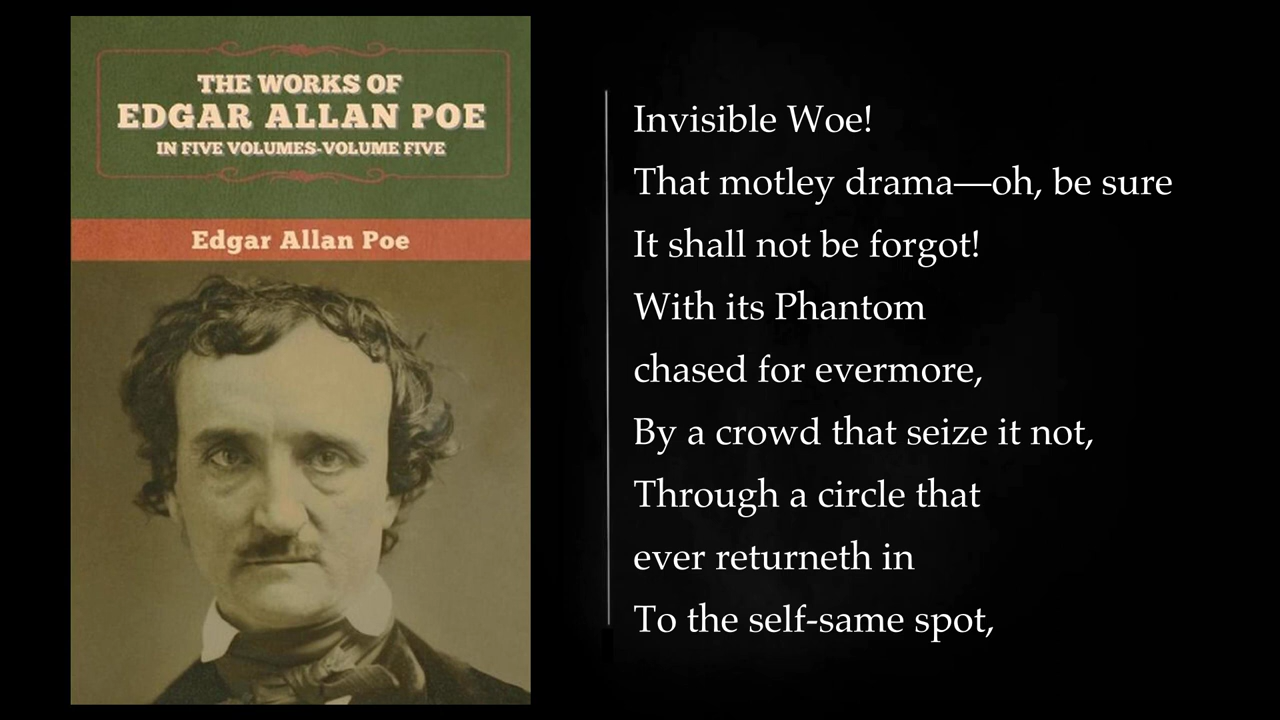 THE WORKS OF
EDGAR ALLAN POE
IN FIVE VOLUMES-VOLUME FIVE
Edgar Allan Poe
Invisible Woe!
That motley drama—oh, be sure
It shall not be forgot!
With its Phantom
chased for evermore,
By a crowd that seize it not,
Through a circle that
ever returneth in
To the self-same spot,